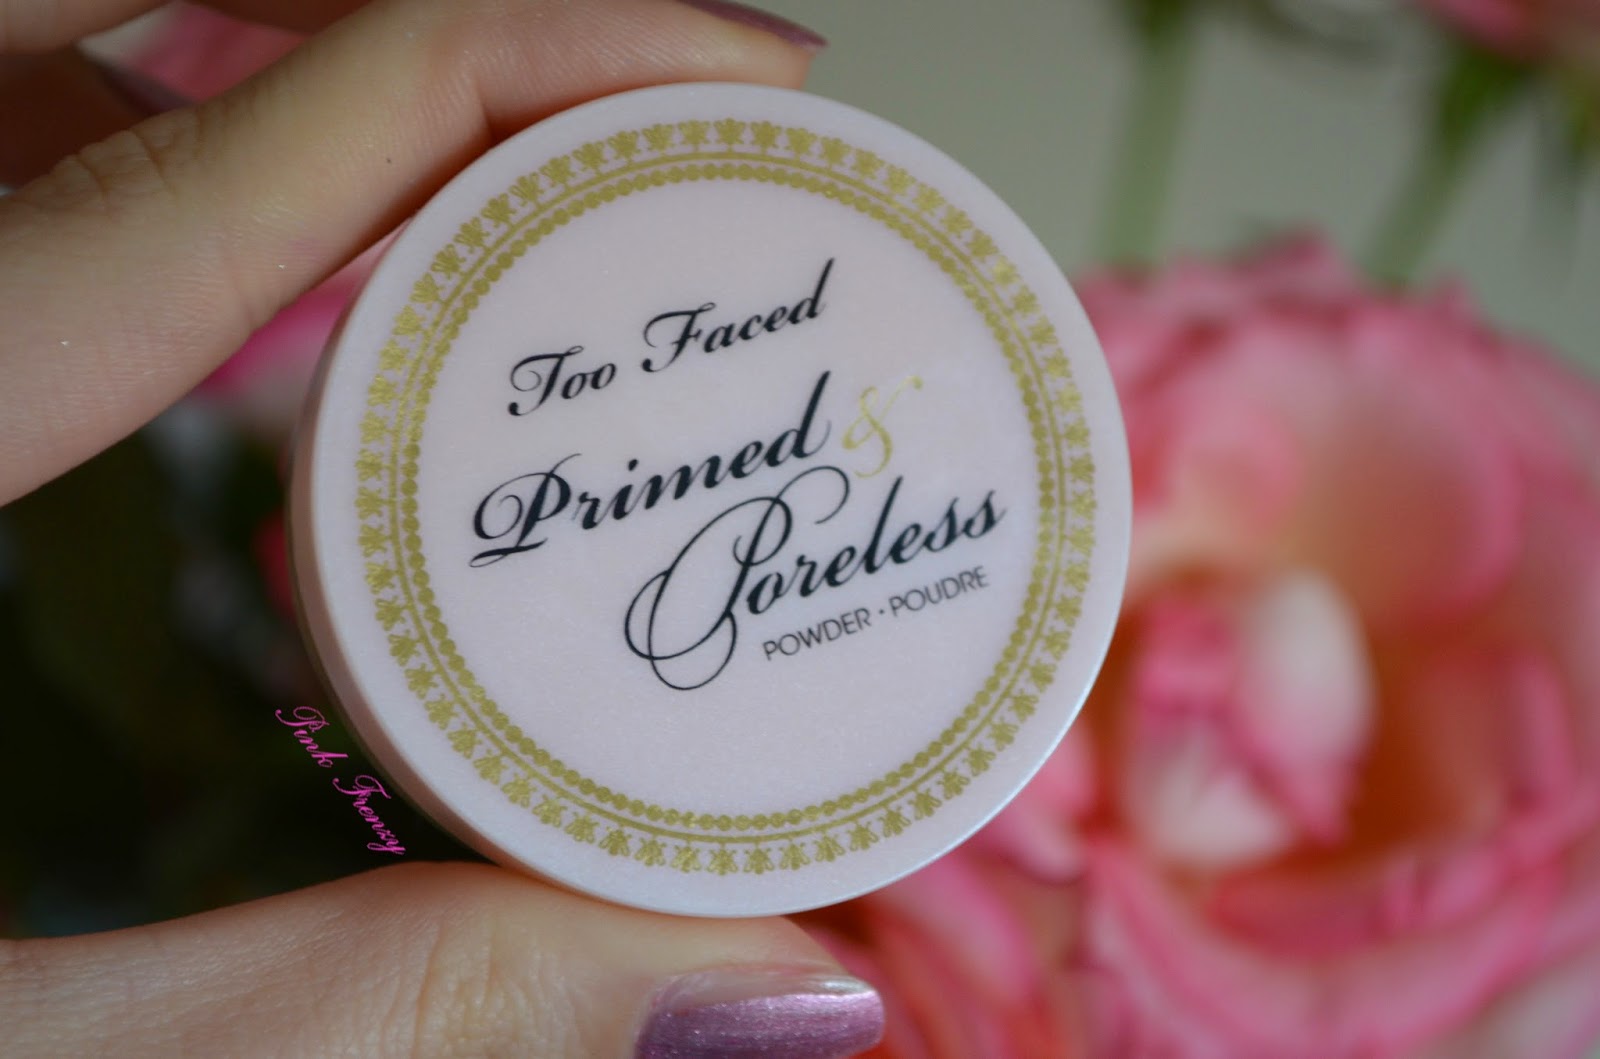 Too Faced
Primed &
Poreless
POWDER • POUDRE
Pink Frenzy